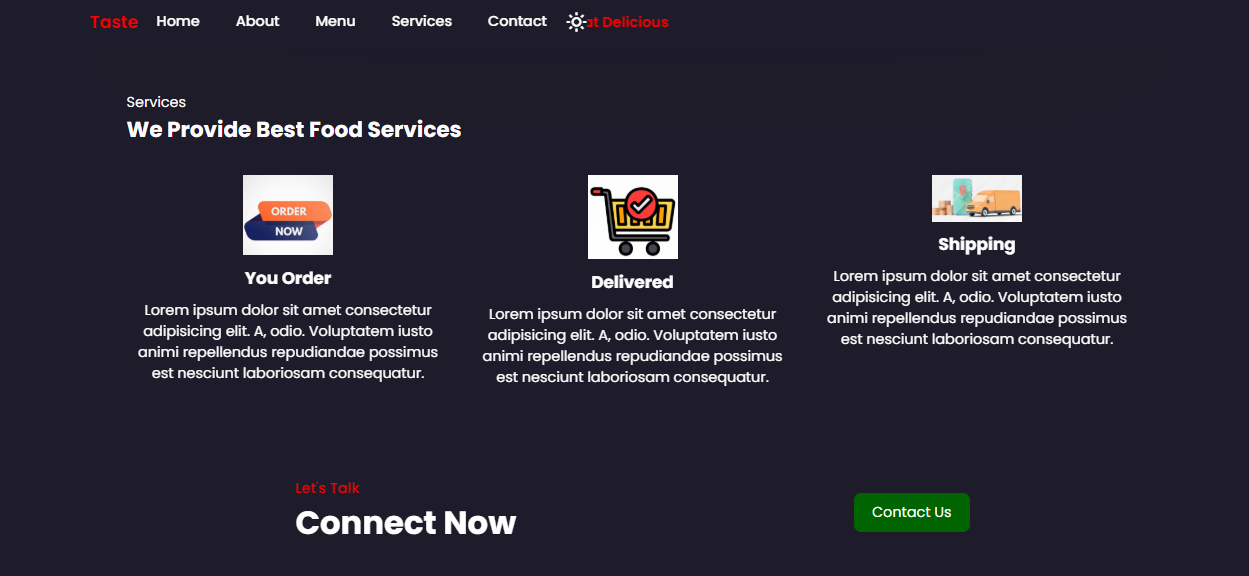 Taste
Home
About
Menu
Services
Contact
at Delicious
Services
We Provide Best Food Services
ORDER
NOW
You Order
Lorem ipsum dolor sit amet consectetur
adipisicing elit. A, odio. Voluptatem iusto
animi repellendus repudiandae possimus
est nesciunt laboriosam consequatur.
Delivered
Lorem ipsum dolor sit amet consectetur
adipisicing elit. A, odio. Voluptatem iusto
animi repellendus repudiandae possimus
est nesciunt laboriosam consequatur.
Shipping
Lorem ipsum dolor sit amet consectetur
adipisicing elit. A, odio. Voluptatem iusto
animi repellendus repudiandae possimus
est nesciunt laboriosam consequatur.
Let's Talk
Connect Now
Contact Us